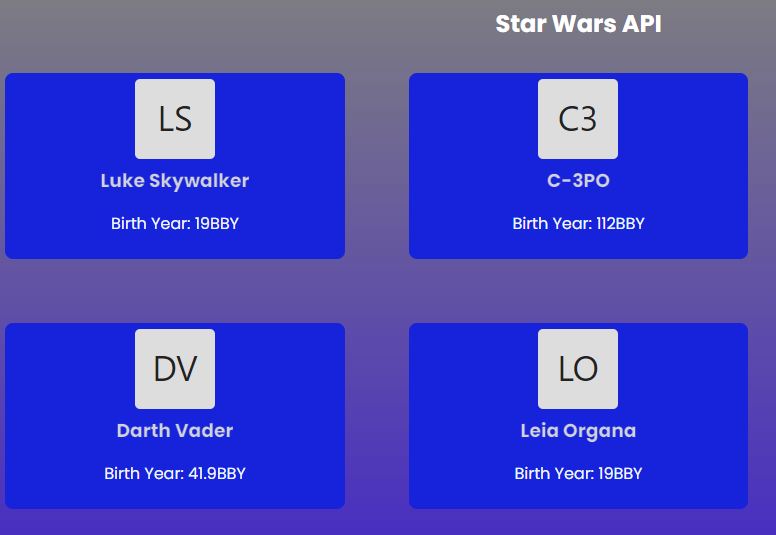 Star Wars API
LS
Luke Skywalker
Birth Year: 19BBY
C3
C-3PO
Birth Year: 112BBY
DV
Darth Vader
Birth Year: 41.9BBY
LO
Leia Organa
Birth Year: 19BBY